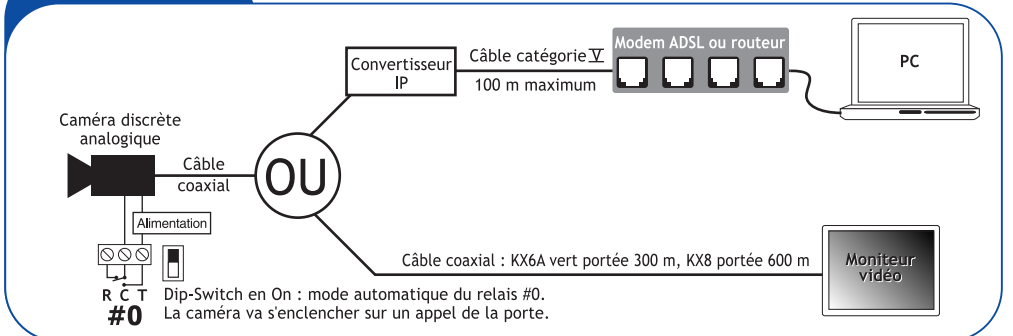 Modem ADSL ou routeur
Câble catégorie V
Convertisseur
IP
100 m maximum
PC
Caméra discrète
analogique
Câble
coaxial
OU
Alimentation
Câble coaxial : KX6A vert portée 300 m, KX8 portée 600 m
Moniteur
vidéo
R C T
#0
Dip-Switch en On : mode automatique du relais #0.
La caméra va s'enclencher sur un appel de la porte.